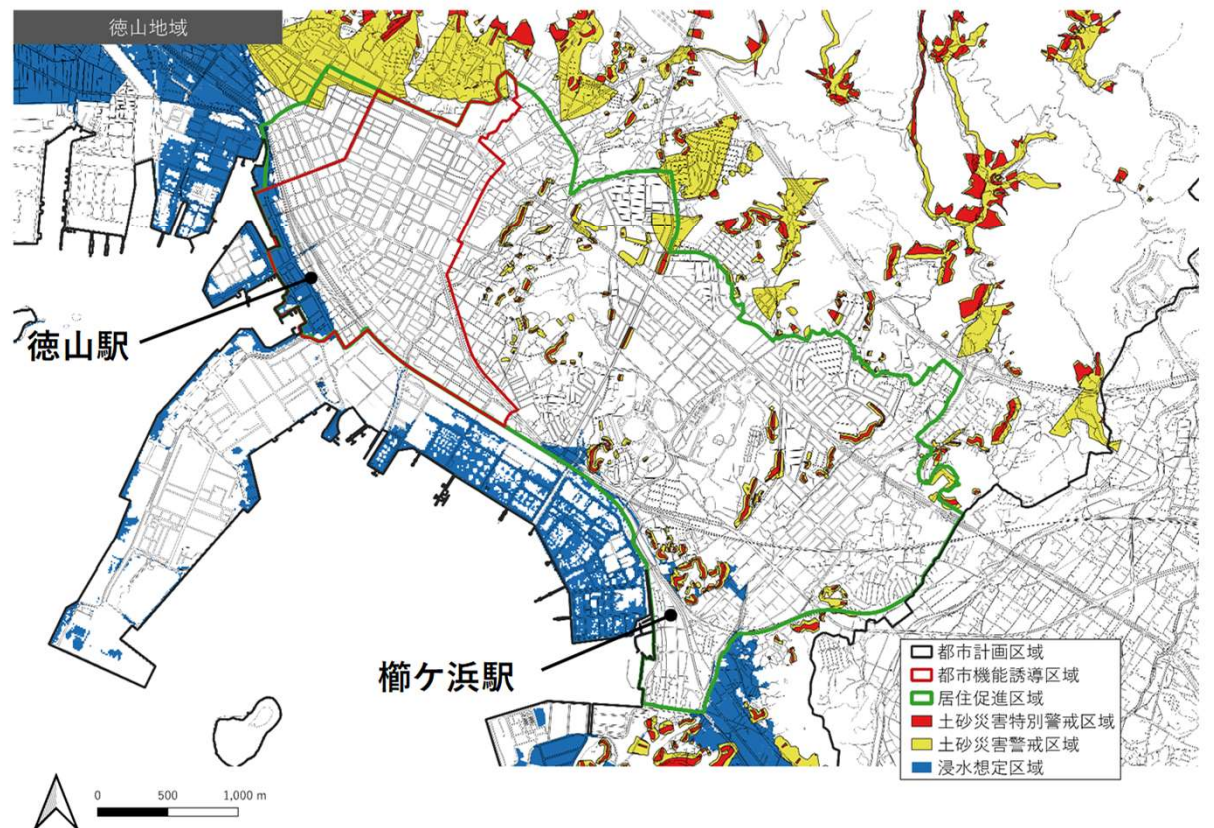 徳山地域
徳山駅
櫛ケ浜駅
都市計画区域
都市機能誘導区域
居住促進区域
土砂災害特別警戒区域
土砂災害警戒区域
浸水想定区域
0 500 1,000 m